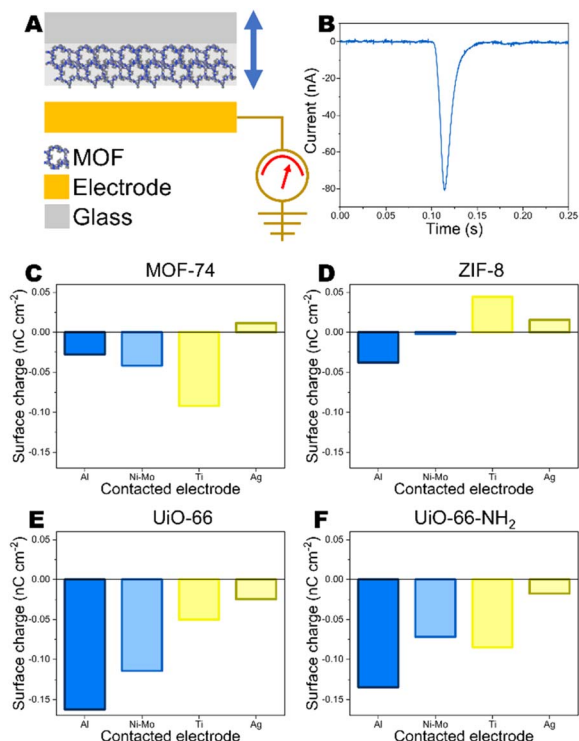 A
MOF
Electrode
Glass
B
Current (nA)
0
-20
-40
-60
-80
0.00 0.05 0.10 0.15 0.20 0.25
Time (s)
C
MOF-74
Surface charge (nC cm⁻²)
0.05
0.00
-0.05
-0.10
-0.15
Al Ni-Mo Ti Ag
Contacted electrode
D
ZIF-8
Surface charge (nC cm⁻²)
0.05
0.00
-0.05
-0.10
-0.15
Al Ni-Mo Ti Ag
Contacted electrode
E
UiO-66
Surface charge (nC cm⁻²)
0.05
0.00
-0.05
-0.10
-0.15
Al Ni-Mo Ti Ag
Contacted electrode
F
UiO-66-NH₂
Surface charge (nC cm⁻²)
0.05
0.00
-0.05
-0.10
-0.15
Al Ni-Mo Ti Ag
Contacted electrode